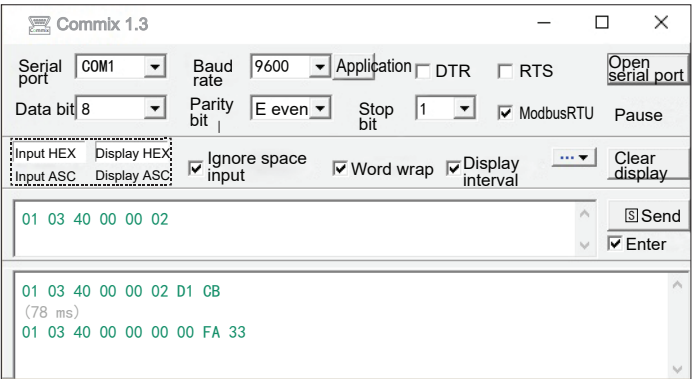 Commix 1.3
Serial port COM1 Baud rate 9600 Application DTR RTS Open serial port
Data bit 8 Parity bit E even Stop bit 1 ModbusRTU Pause
Input HEX Display HEX Ignore space input Word wrap Display interval ... Clear display
Input ASC Display ASC
01 03 40 00 00 02
S Send
Enter
01 03 40 00 00 02 D1 CB
(78 ms)
01 03 40 00 00 00 00 FA 33